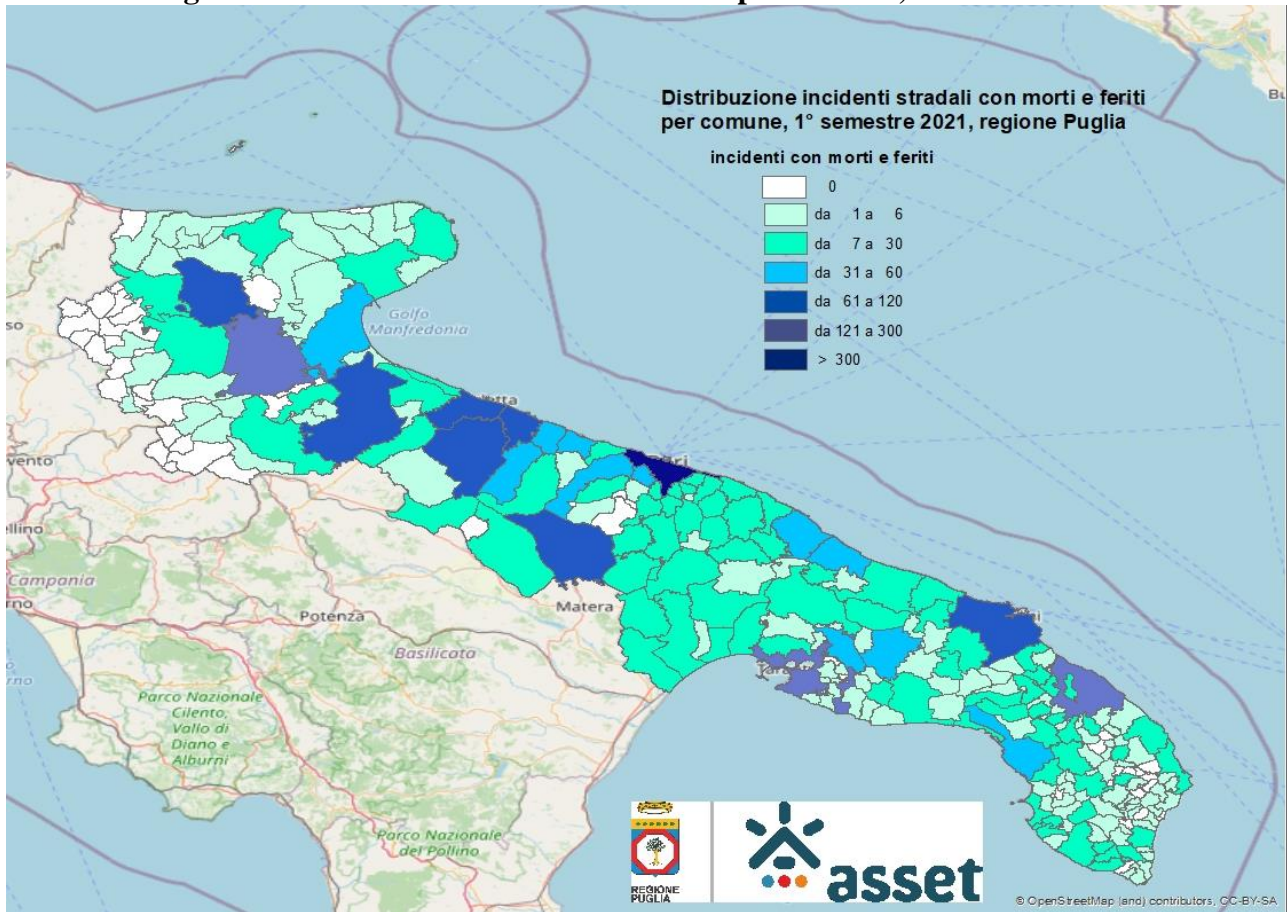 Distribuzione incidenti stradali con morti e feriti
per comune, 1° semestre 2021, regione Puglia
incidenti con morti e feriti
0
da 1 a 6
da 7 a 30
da 31 a 60
da 61 a 120
da 121 a 300
> 300
Golfo
Manfredonia
Campania
Potenza
Matera
Basilicata
Parco Nazionale
Cilento,
Vallo di
Diano e
Alburni
Parco Nazionale
del Pollino
REGIONE
PUGLIA
asset
© OpenStreetMap (and) contributors, CC-BY-SA